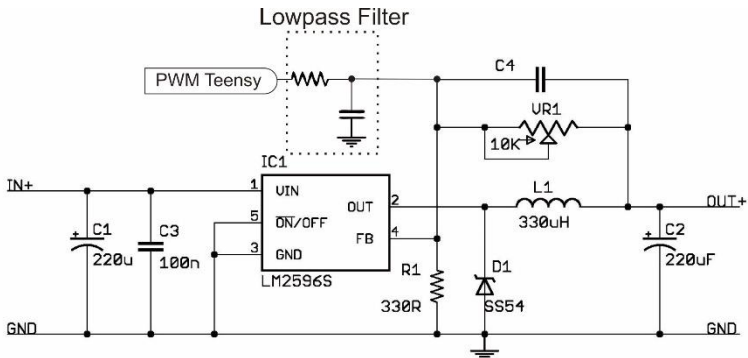 Lowpass Filter
PWM Teensy
C4
VR1
10K
IC1
IN+
1
VIN
OUT
2
L1
330uH
OUT+
5
ON/OFF
FB
4
3
GND
LM2596S
+
C1
220u
C3
100n
R1
330R
D1
SS54
+
C2
220uF
GND
GND